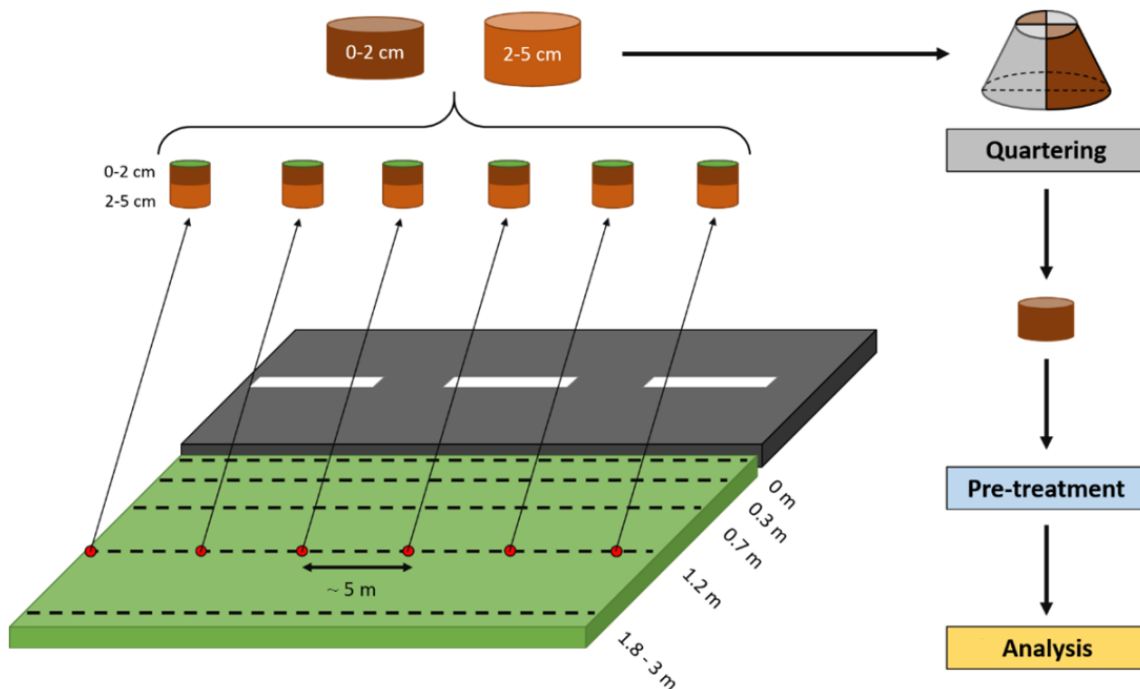 0-2 cm
2-5 cm
Quartering
0-2 cm
2-5 cm
0 m
0.3 m
0.7 m
1.2 m
1.8 - 3 m
~ 5 m
Pre-treatment
Analysis